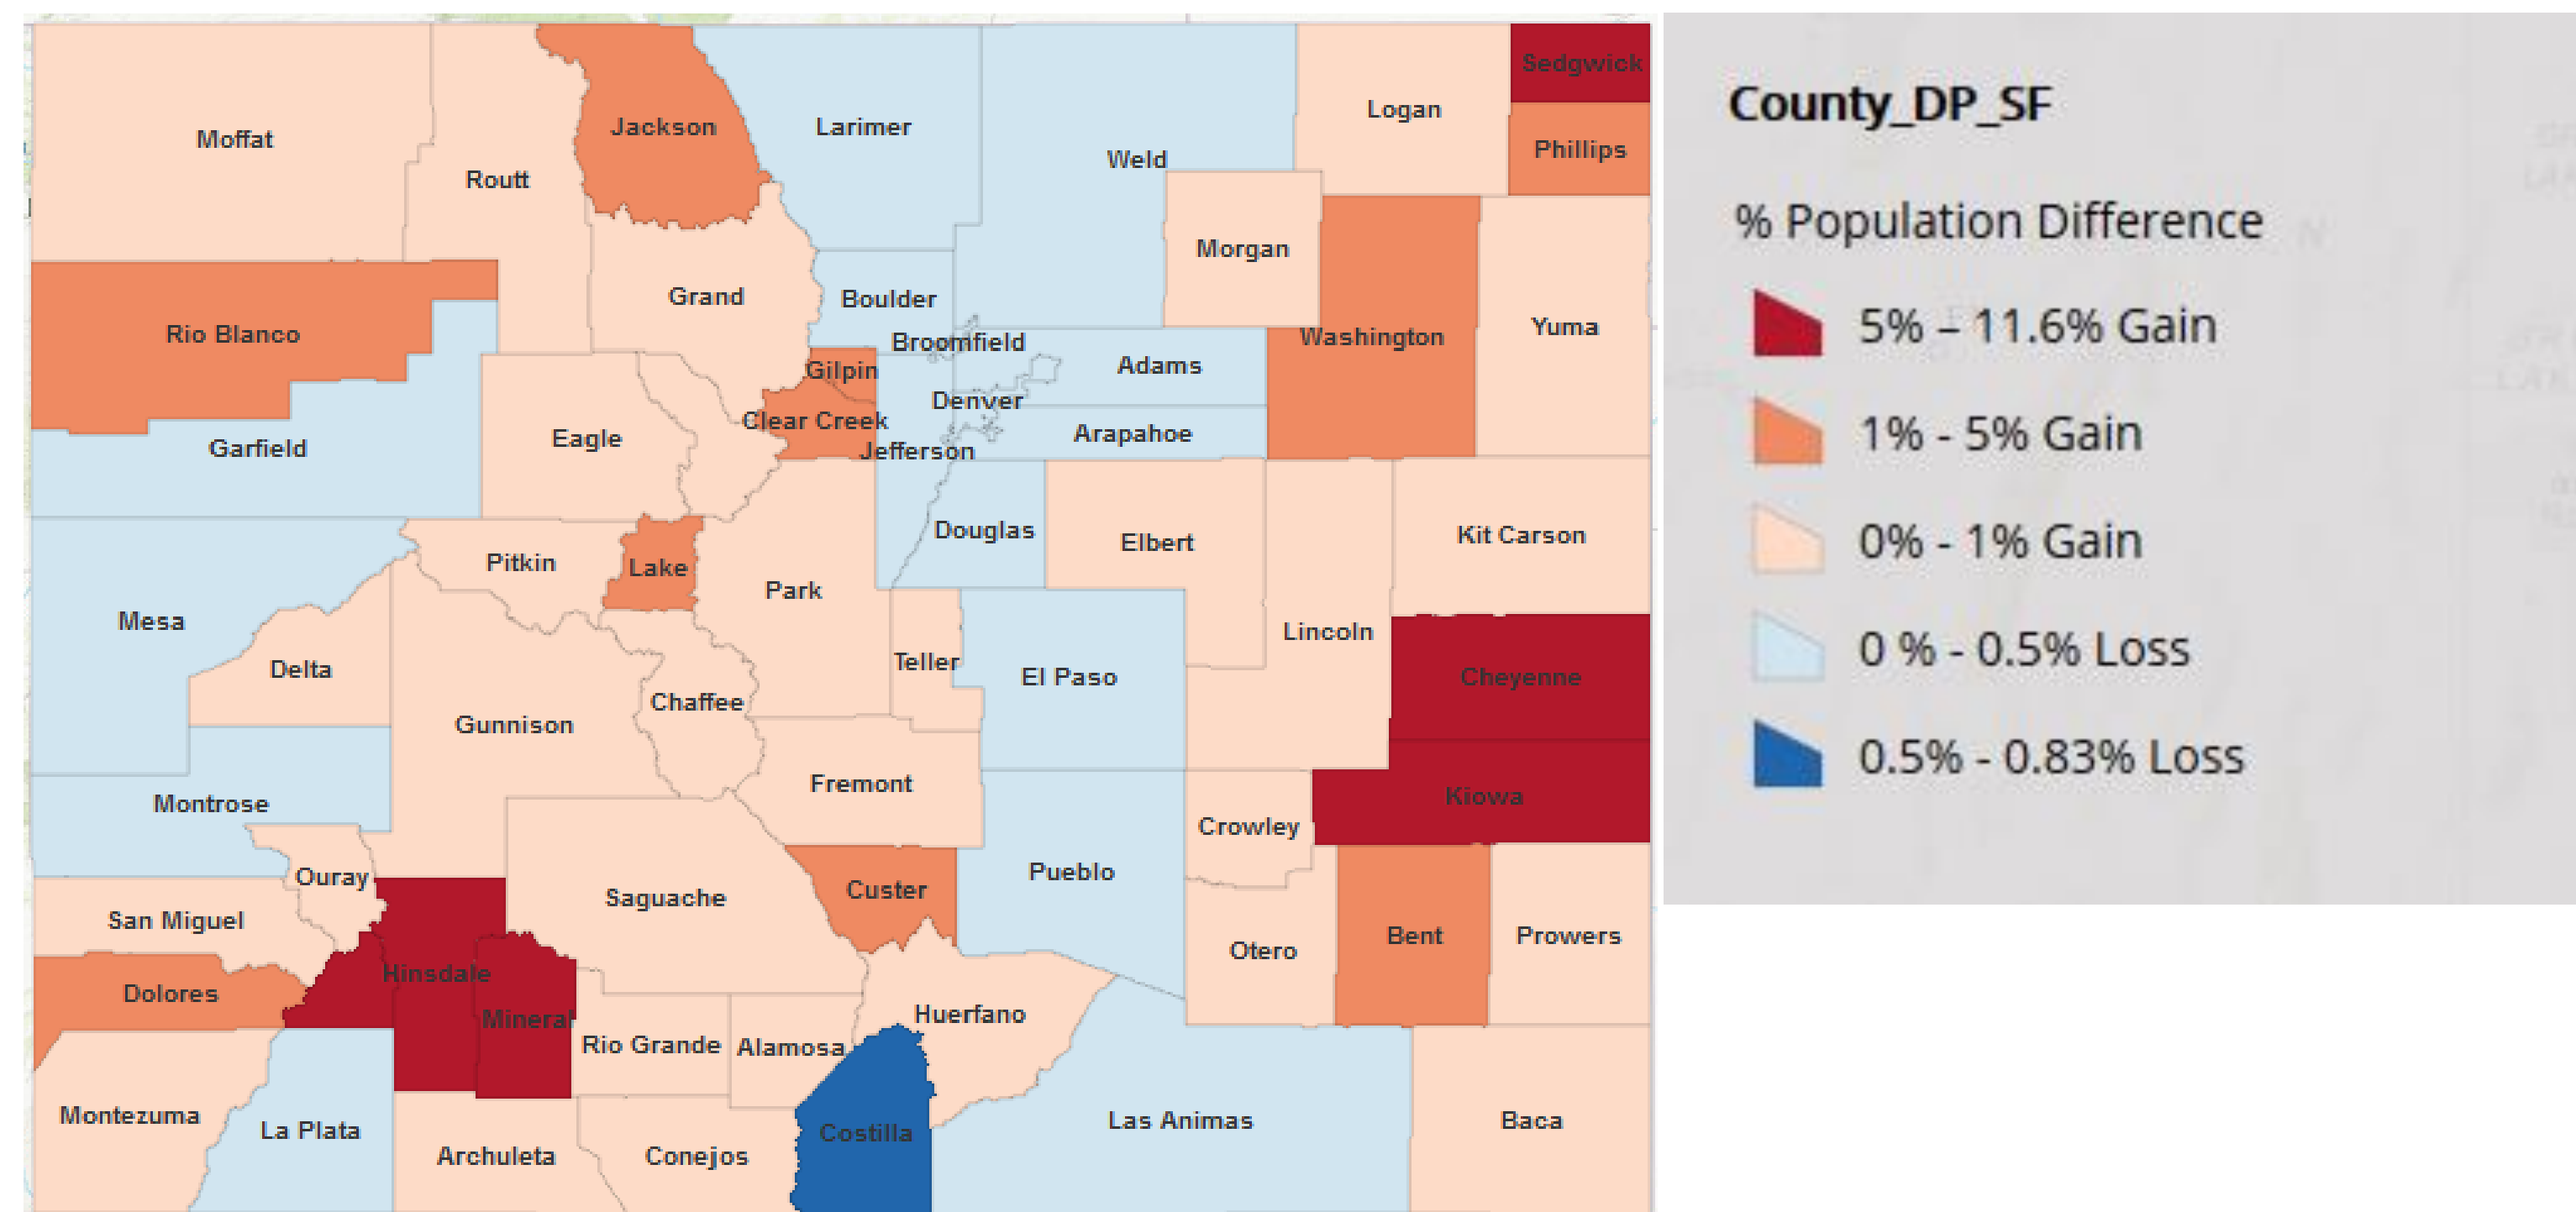 Sedgwick
Logan
Jackson
Larimer
Moffat
Phillips
Weld
Routt
Morgan
Grand
Boulder
Rio Blanco
Yuma
Washington
Broomfield
Adams
Gilpin
Denver
Clear Creek
Arapahoe
Eagle
Garfield
Jefferson
Douglas
Kit Carson
Elbert
Pitkin
Lake
Park
Mesa
Lincoln
Teller
Delta
El Paso
Cheyenne
Chaffee
Gunnison
Fremont
Kiowa
Montrose
Crowley
Pueblo
Ouray
Custer
Saguache
San Miguel
Bent
Prowers
Otero
Hinsdale
Dolores
Huerfano
Mineral
Rio Grande
Alamosa
Montezuma
Las Animas
Baca
La Plata
Costilla
Archuleta
Conejos
County_DP_SF
% Population Difference
5% – 11.6% Gain
1% - 5% Gain
0% - 1% Gain
0 % - 0.5% Loss
0.5% - 0.83% Loss